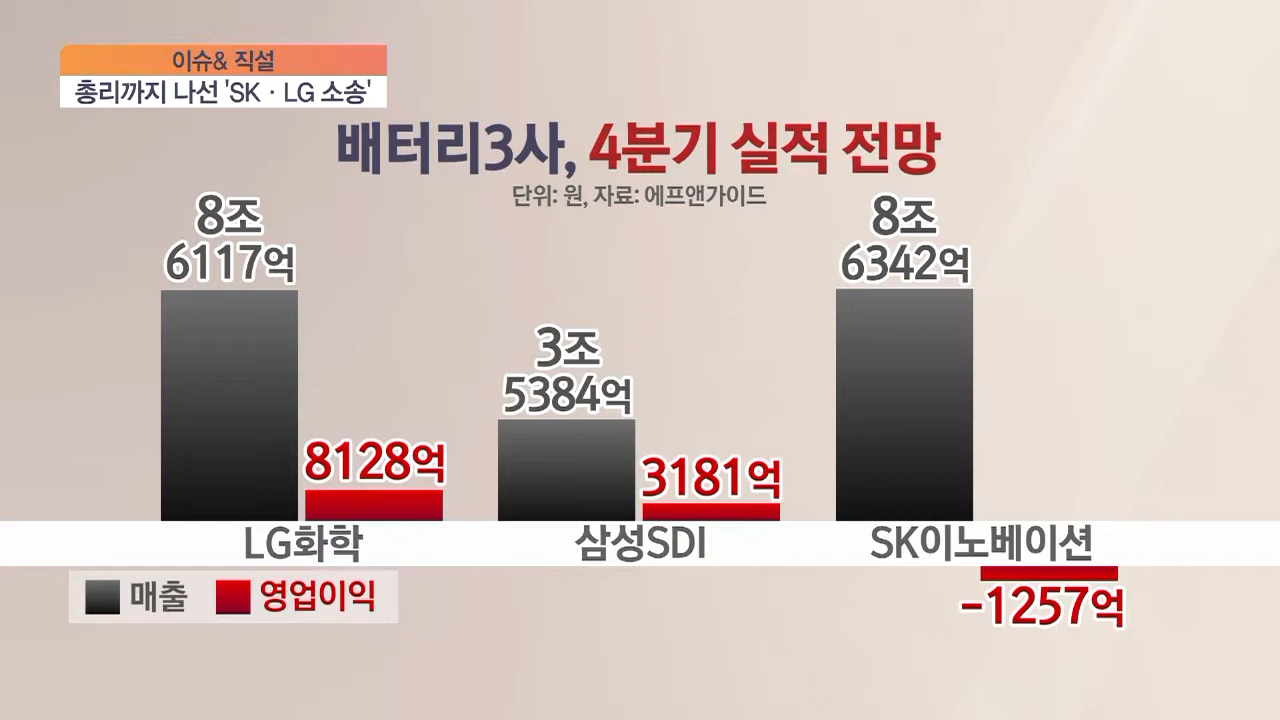 이슈& 직설
총리까지 나선 'SK · LG 소송'
배터리3사, 4분기 실적 전망
단위: 원, 자료: 에프앤가이드
8조
6117억
8128억
3조
5384억
3181억
8조
6342억
LG화학
삼성SDI
SK이노베이션
-1257억
매출
영업이익